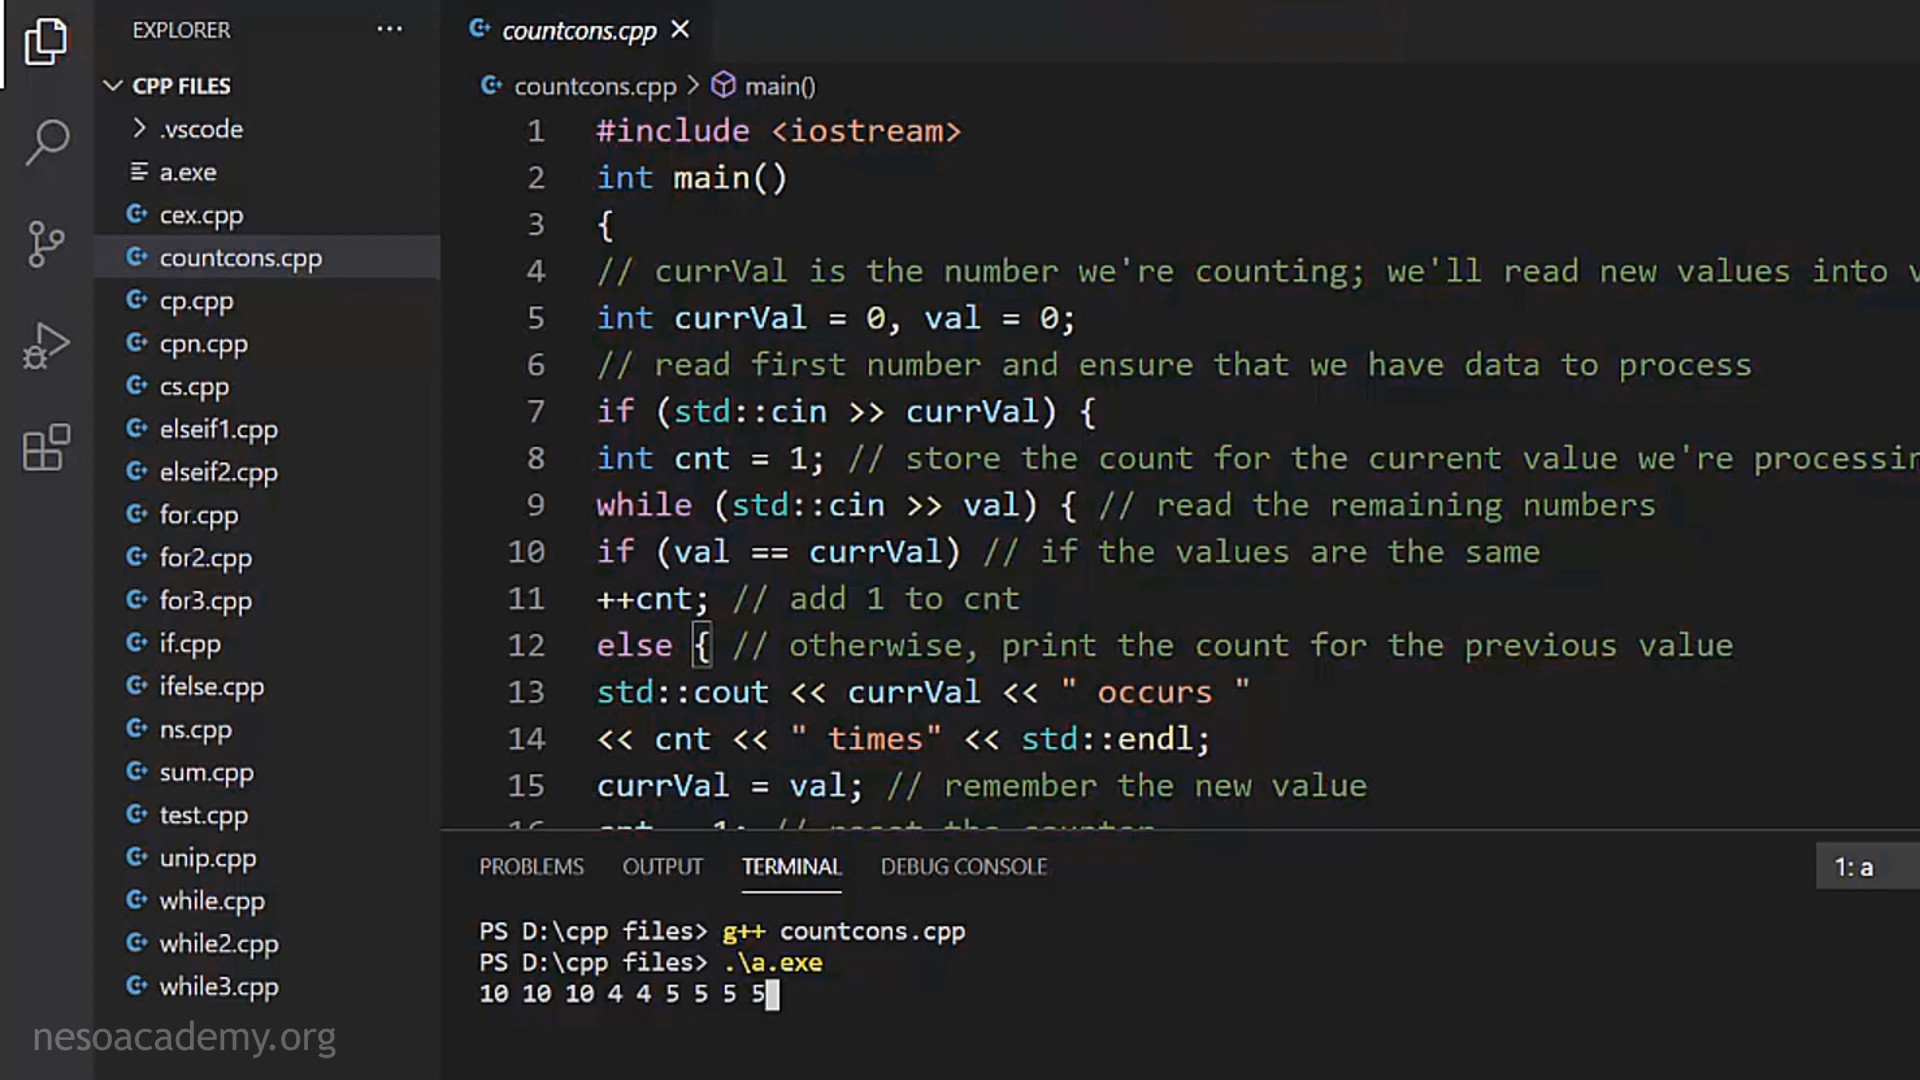 EXPLORER ...
CPP FILES
.vscode
a.exe
cex.cpp
countcons.cpp
cp.cpp
cpn.cpp
cs.cpp
elseif1.cpp
elseif2.cpp
for.cpp
for2.cpp
for3.cpp
if.cpp
ifelse.cpp
ns.cpp
sum.cpp
test.cpp
unip.cpp
while.cpp
while2.cpp
while3.cpp
nesoacademy.org
countcons.cpp ×
countcons.cpp > main()
1 #include <iostream>
2 int main()
3 {
4 // currVal is the number we're counting; we'll read new values into v
5 int currVal = 0, val = 0;
6 // read first number and ensure that we have data to process
7 if (std::cin >> currVal) {
8 int cnt = 1; // store the count for the current value we're processin
9 while (std::cin >> val) { // read the remaining numbers
10 if (val == currVal) // if the values are the same
11 ++cnt; // add 1 to cnt
12 else { // otherwise, print the count for the previous value
13 std::cout << currVal << " occurs "
14 << cnt << " times" << std::endl;
15 currVal = val; // remember the new value
16 cnt = 1; // reset the counter
PROBLEMS OUTPUT TERMINAL DEBUG CONSOLE 1: a
PS D:\cpp files> g++ countcons.cpp
PS D:\cpp files> .\a.exe
10 10 10 4 4 5 5 5 5